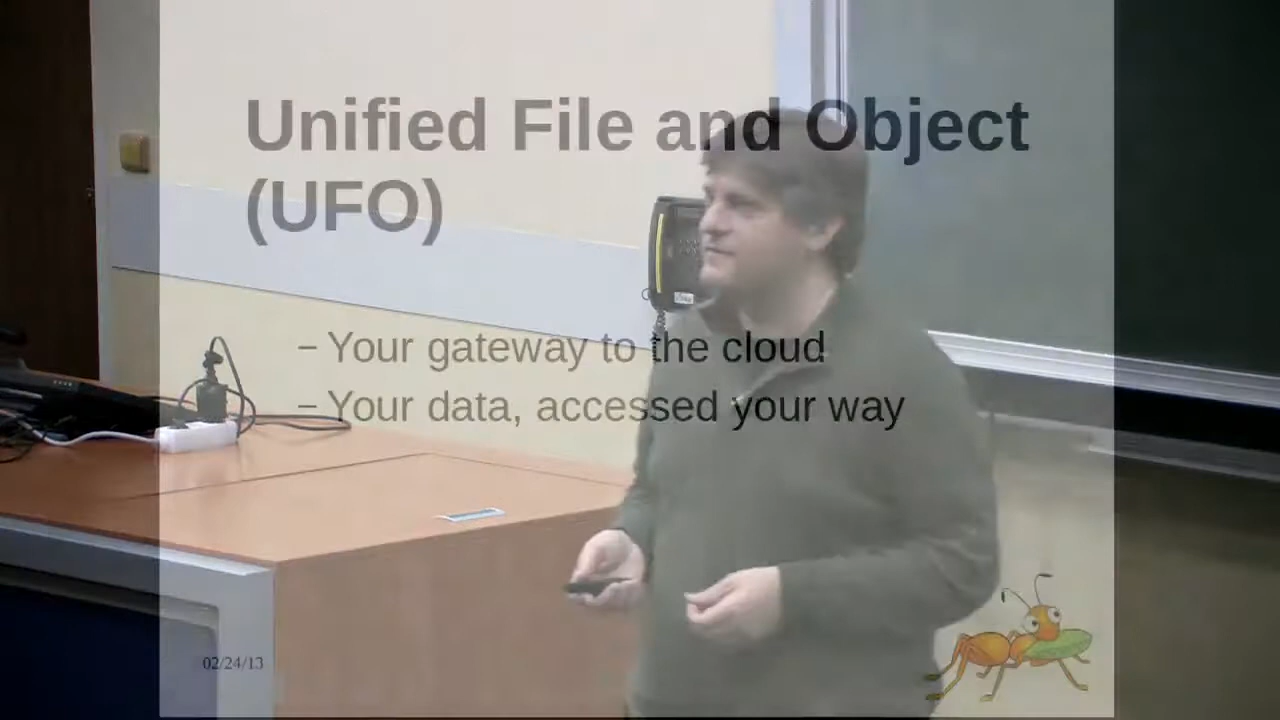 Unified File and Object
(UFO)
– Your gateway to the cloud
– Your data, accessed your way
02/24/13